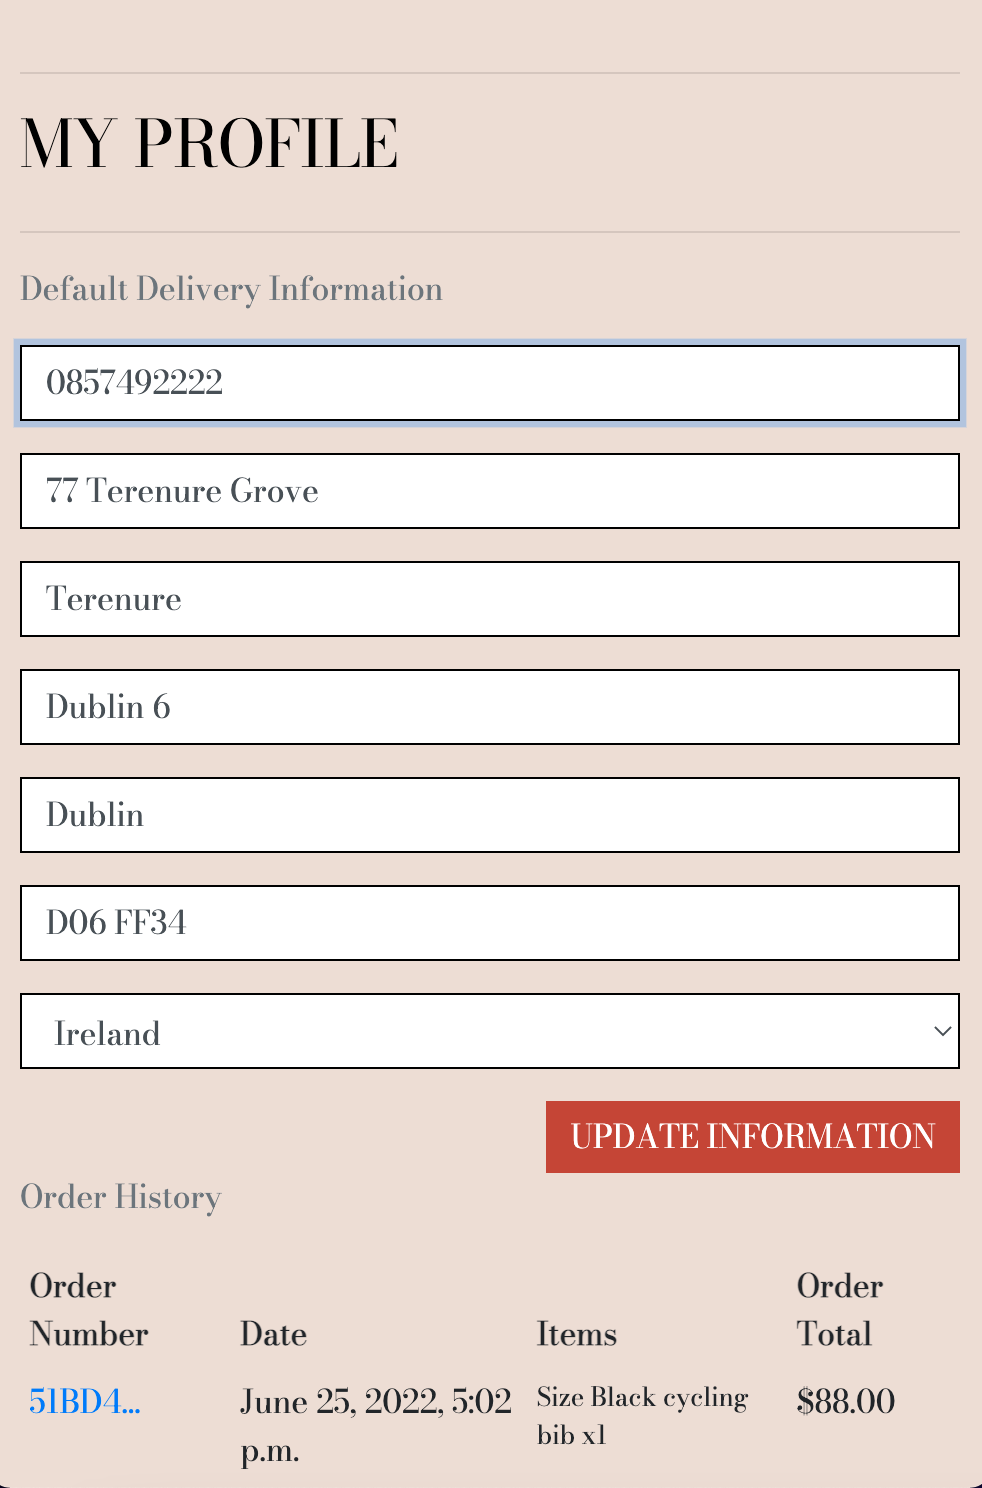 MY PROFILE
Default Delivery Information
0857492222
77 Terenure Grove
Terenure
Dublin 6
Dublin
D06 FF34
Ireland
UPDATE INFORMATION
Order History
Order Number
Date
Items
Order Total
51BD4...
June 25, 2022, 5:02
p.m.
Size Black cycling
bib xl
$88.00